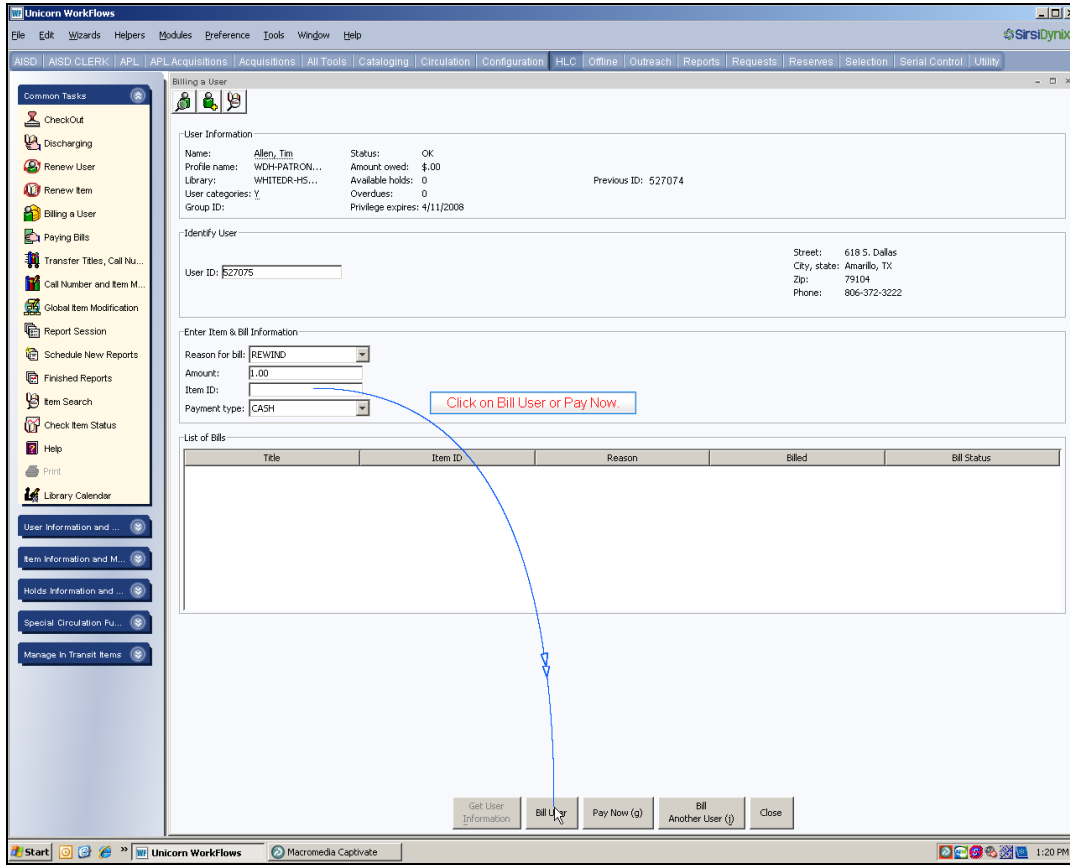 Unicorn WorkFlows
File Edit Wizards Helpers Modules Preference Tools Window Help
SirsiDynix
AISD AISD CLERK APL APL Acquisitions Acquisitions All Tools Cataloging Circulation Configuration HLC Offline Outreach Reports Requests Reserves Selection Serial Control Utility
Common Tasks
CheckOut
Discharging
Renew User
Renew Item
Billing a User
Paying Bills
Transfer Titles, Call Nu...
Call Number and Item M...
Global Item Modification
Report Session
Schedule New Reports
Finished Reports
Item Search
Check Item Status
Help
Print
Library Calendar
User Information and ...
Item Information and M...
Holds Information and ...
Special Circulation Fu...
Manage In Transit Items
Billing a User
User Information
Name: Allen, Tim Status: OK
Profile name: WDH-PATRON... Amount owed: $.00
Library: WHITEDR-HS... Available holds: 0 Previous ID: 527074
User categories: Y Overdues: 0
Group ID: Privilege expires: 4/11/2008
Identify User
User ID: 527075
Street: 618 S. Dallas
City, state: Amarillo, TX
Zip: 79104
Phone: 806-372-3222
Enter Item & Bill Information
Reason for bill: REWIND
Amount: 1.00
Item ID:
Payment type: CASH
Click on Bill User or Pay Now.
List of Bills
Title Item ID Reason Billed Bill Status
Get User Information
Bill User
Pay Now (g)
Bill Another User (j)
Close
Start » Unicorn WorkFlows Macromedia Captivate 1:20 PM